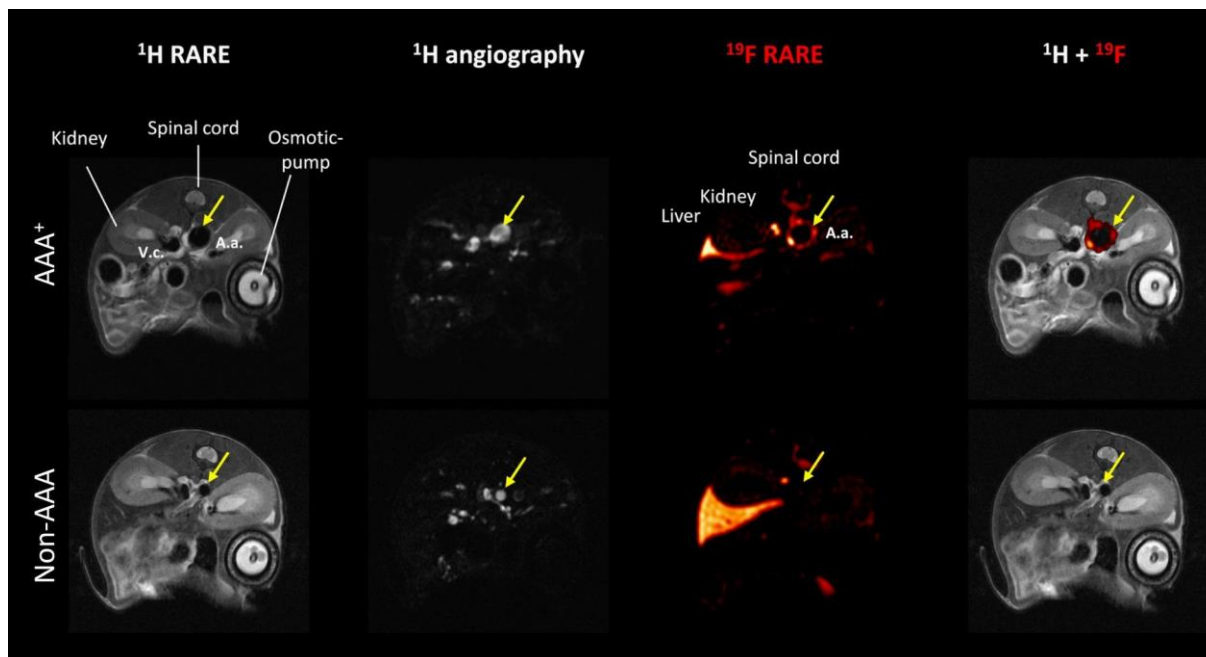 ¹H RARE
¹H angiography
¹⁹F RARE
¹H + ¹⁹F
Kidney
Spinal cord
Osmotic-
pump
AAA⁺
V.c.
A.a.
Spinal cord
Kidney
Liver
A.a.
Non-AAA